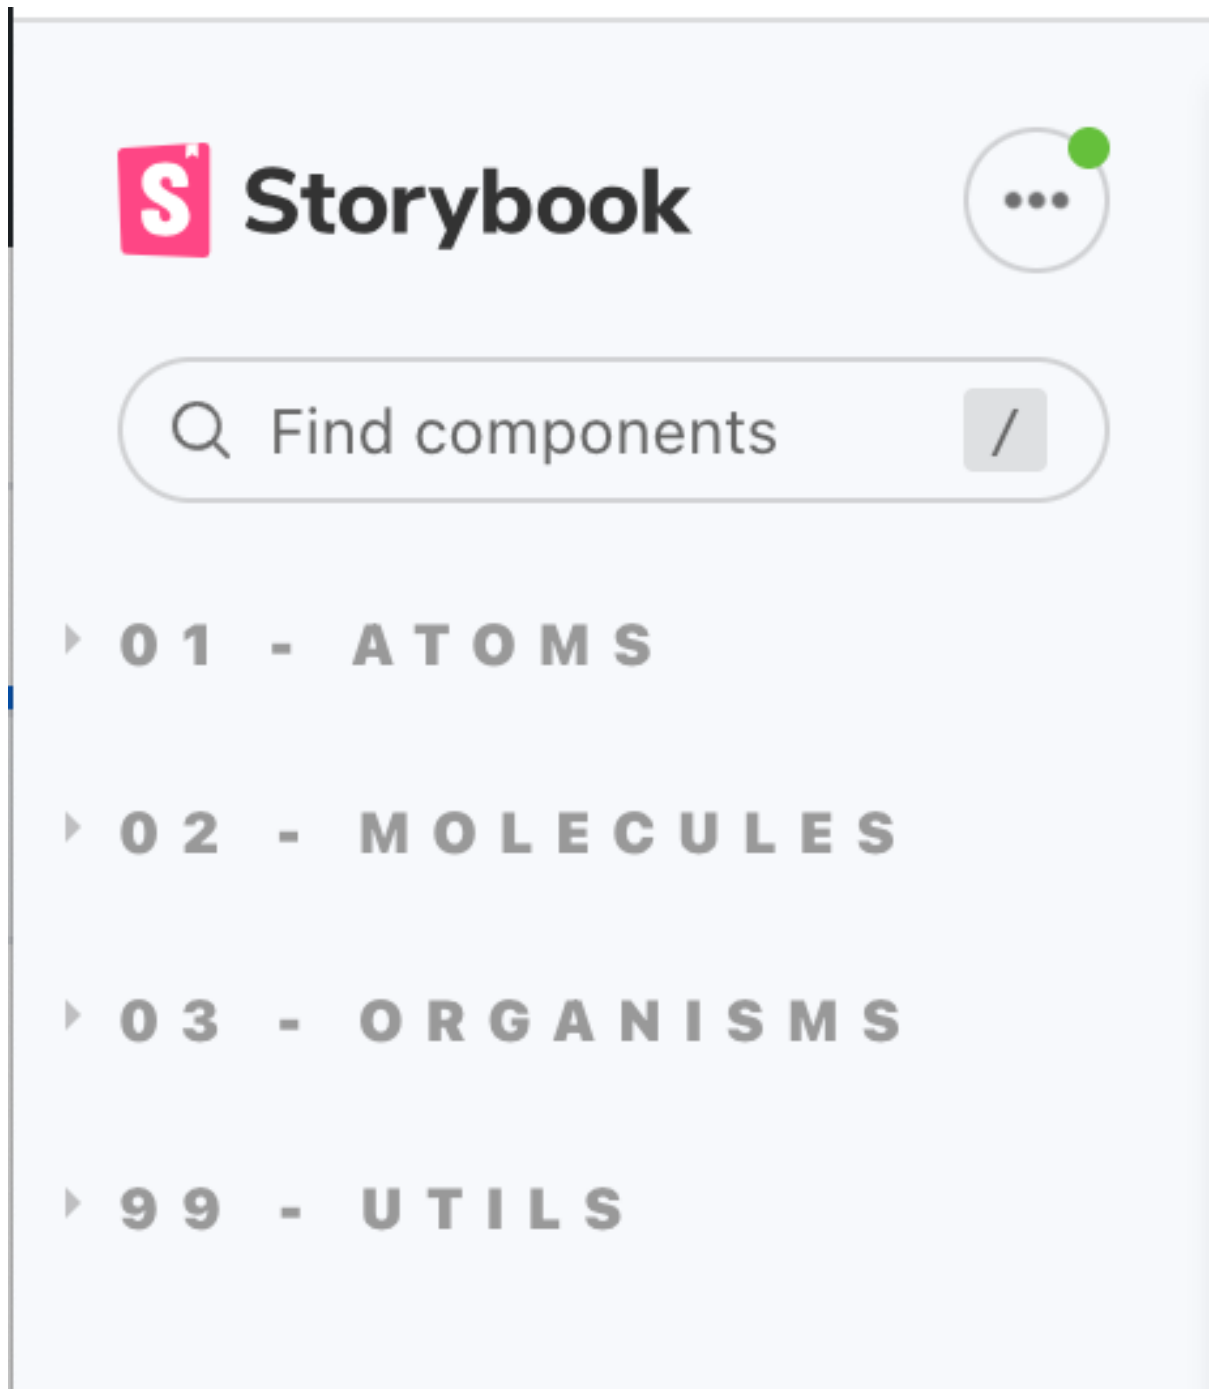 S Storybook
Find components /
01 - ATOMS
02 - MOLECULES
03 - ORGANISMS
99 - UTILS